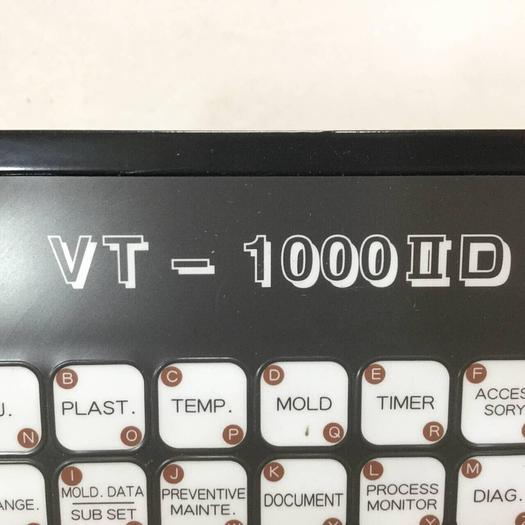 VT - 1000IID
B C D E F
PLAST. TEMP. MOLD TIMER ACCES
SORY
N O P Q R
I J K L M
MOLD. DATA
SUB SET
PREVENTIVE
MAINTE.
DOCUMENT
PROCESS
MONITOR
DIAG.